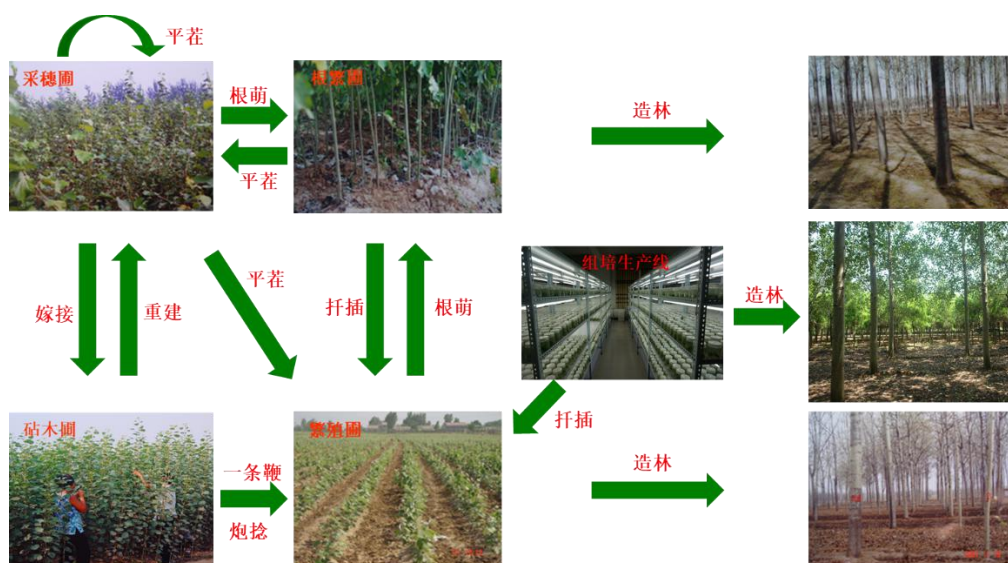 平茬
采穗圃
根萌
根繁圃
造林
平茬
组培生产线
平茬
造林
嫁接
重建
扦插
根萌
砧木圃
繁殖圃
扦插
一条鞭
造林
炮捻